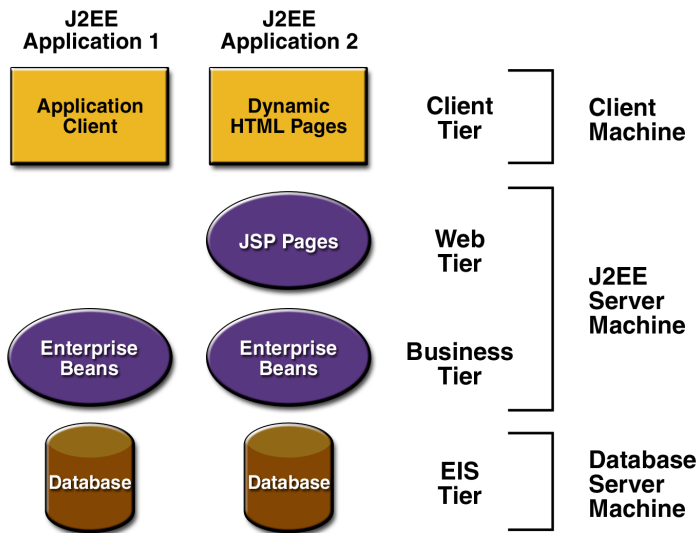 J2EE
Application 1
J2EE
Application 2
Application
Client
Dynamic
HTML Pages
Client
Tier
Client
Machine
JSP Pages
Web
Tier
J2EE
Server
Machine
Enterprise
Beans
Enterprise
Beans
Business
Tier
Database
Database
EIS
Tier
Database
Server
Machine